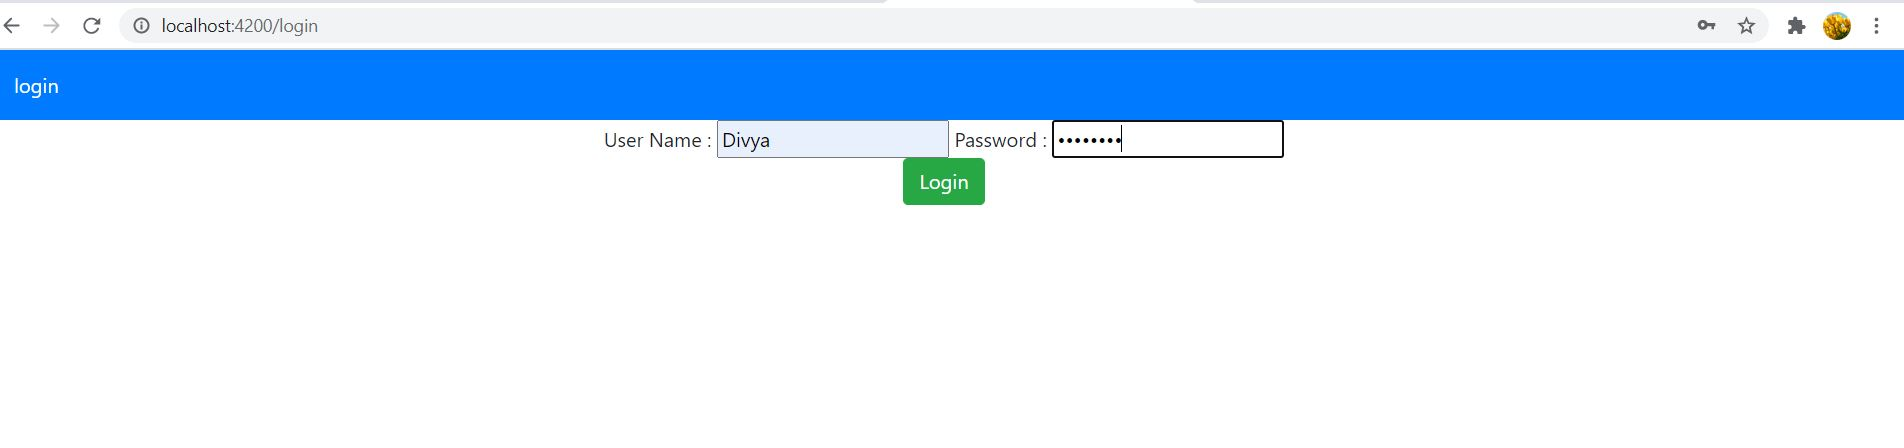 localhost:4200/login
login
User Name : Divya Password : ••••••••
Login